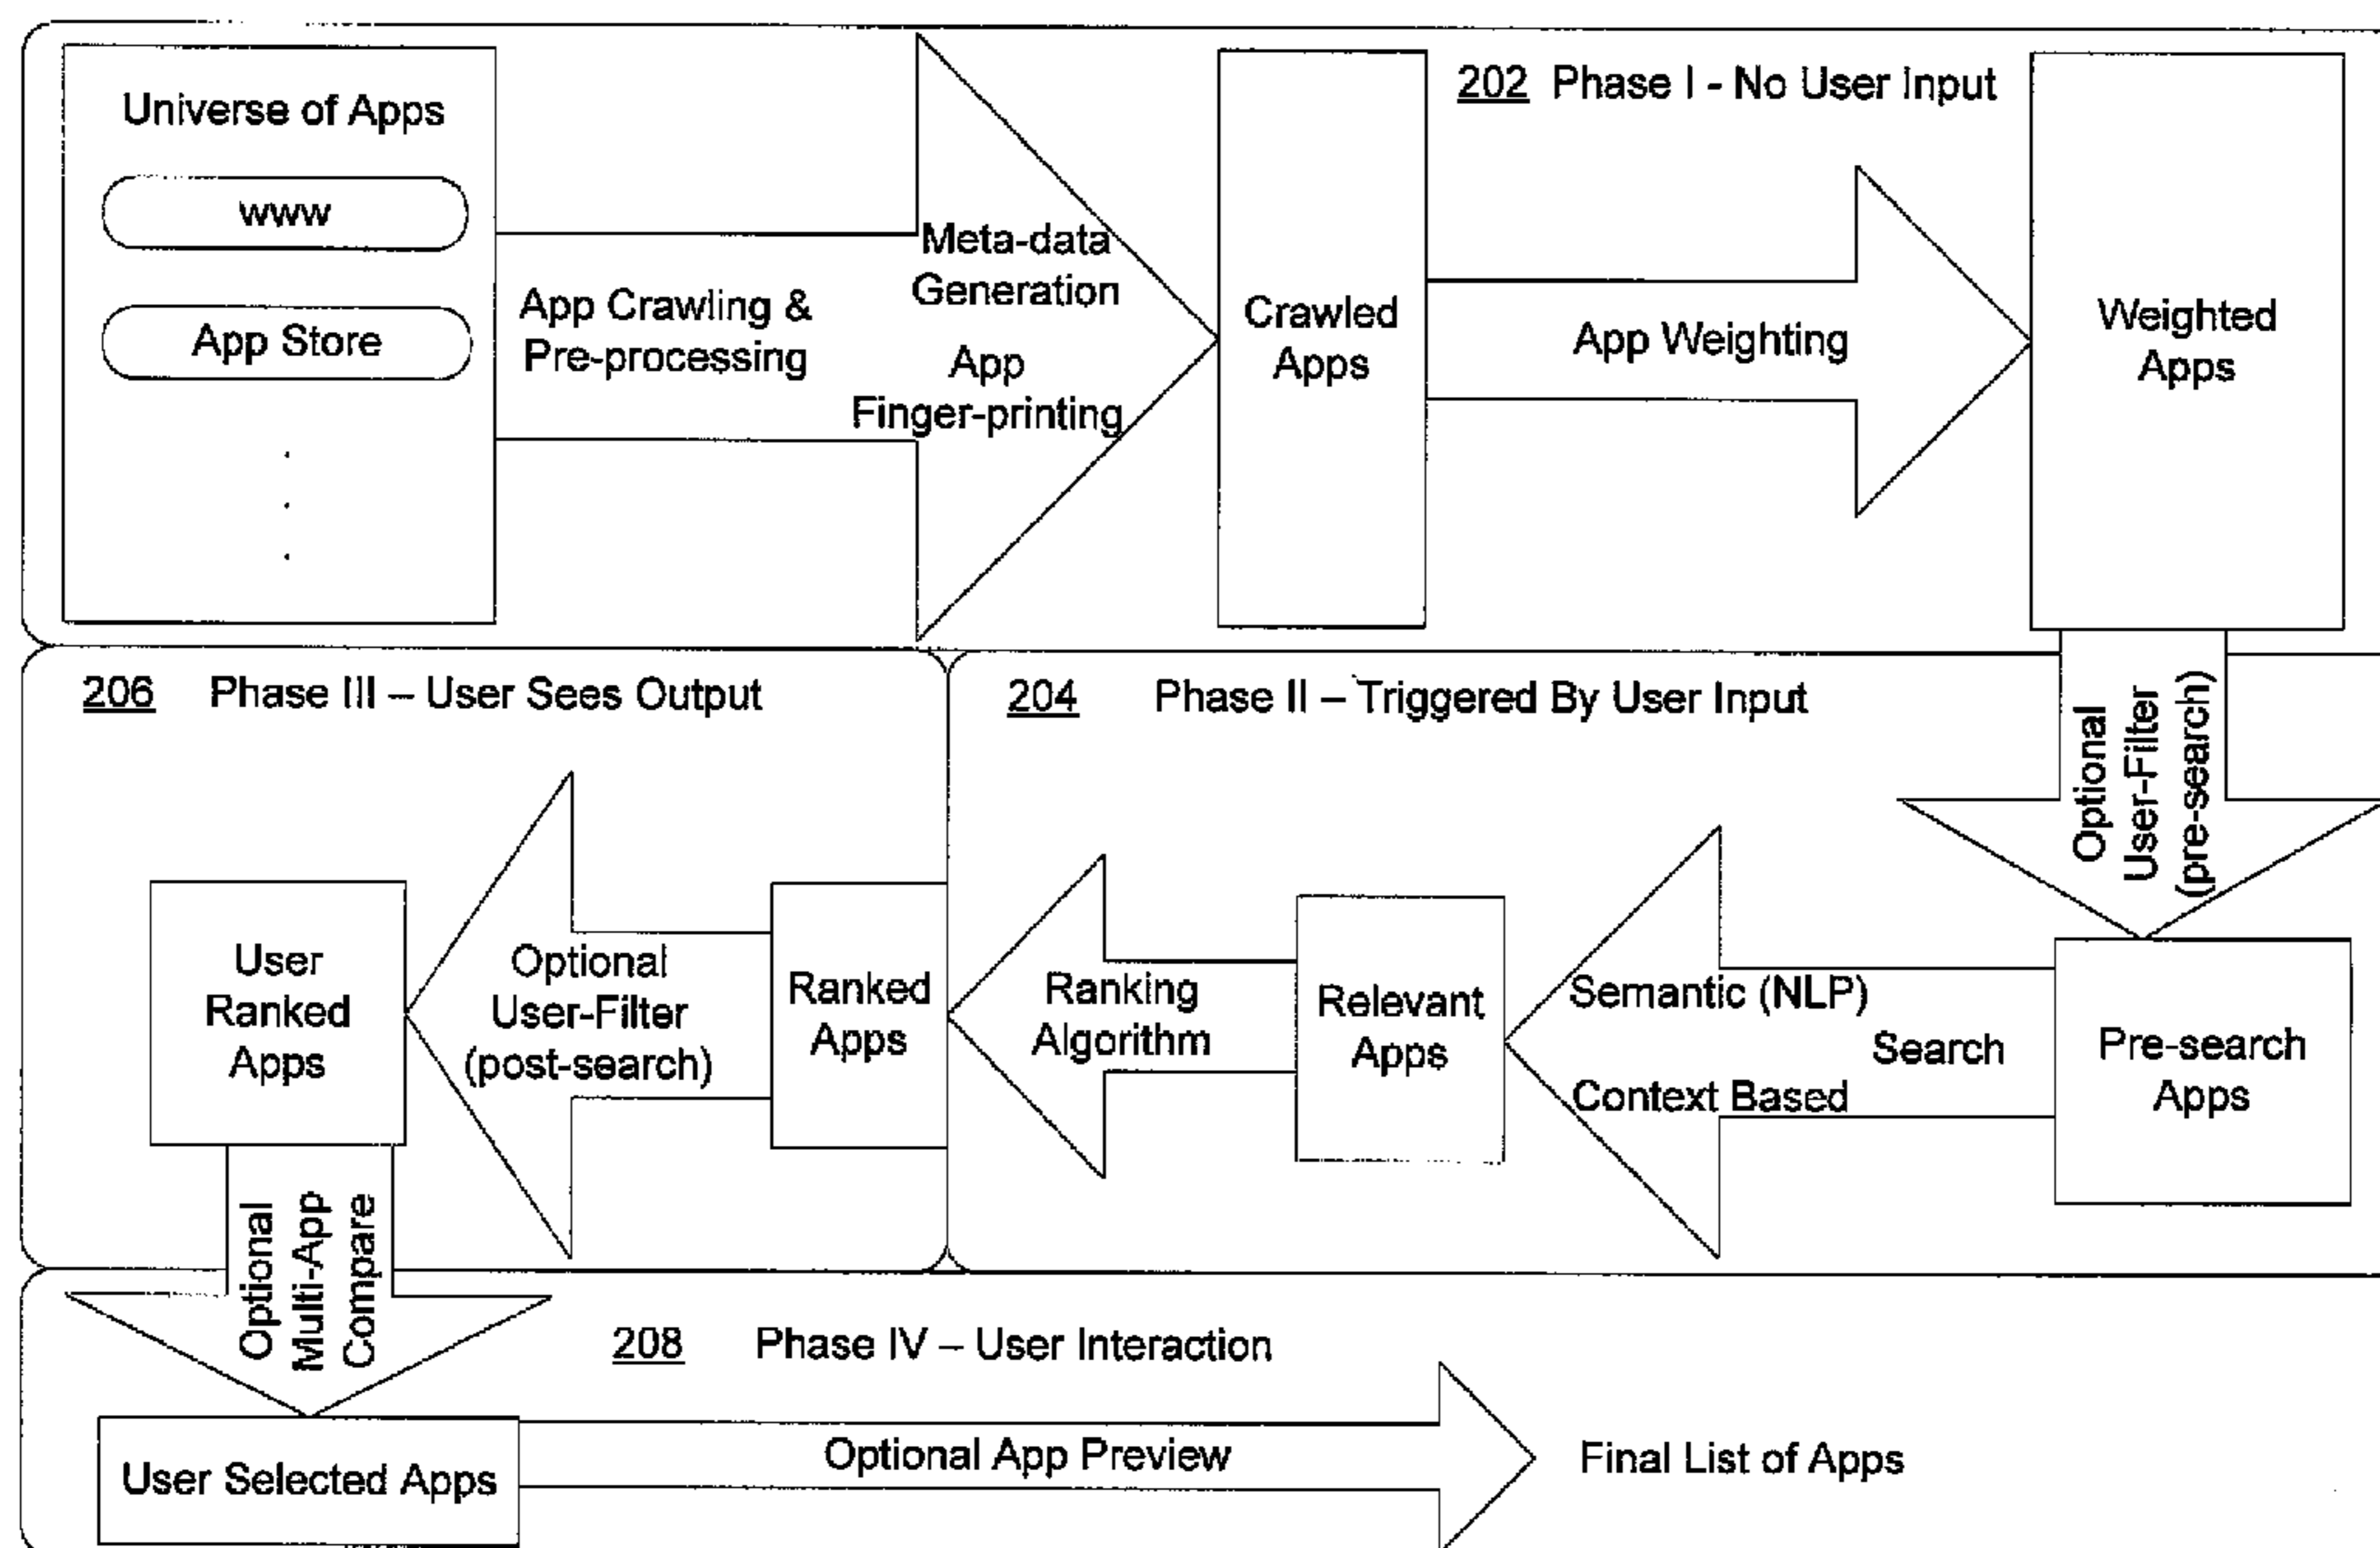 Universe of Apps
www
App Store
App Crawling &
Pre-processing
Meta-data
Generation
App
Finger-printing
Crawled
Apps
202 Phase I - No User Input
App Weighting
Weighted
Apps
Optional
User-Filter
(pre-search)
204 Phase II – Triggered By User Input
Pre-search
Apps
Semantic (NLP)
Search
Context Based
Relevant
Apps
Ranking
Algorithm
206 Phase III – User Sees Output
Ranked
Apps
Optional
User-Filter
(post-search)
User
Ranked
Apps
Optional
Multi-App
Compare
208 Phase IV – User Interaction
User Selected Apps
Optional App Preview
Final List of Apps